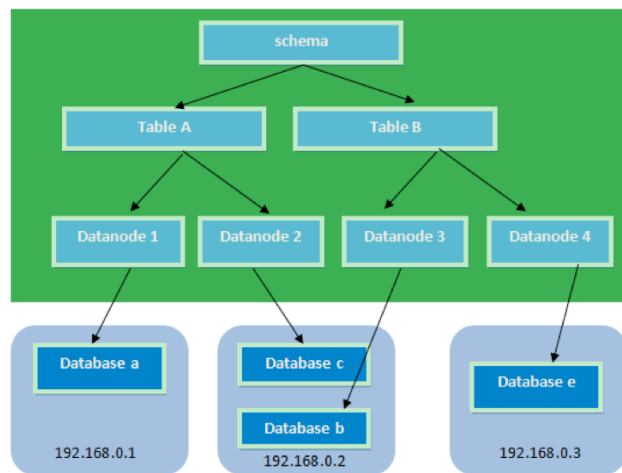 schema
Table A
Table B
Datanode 1
Datanode 2
Datanode 3
Datanode 4
Database a
192.168.0.1
Database c
Database b
192.168.0.2
Database e
192.168.0.3